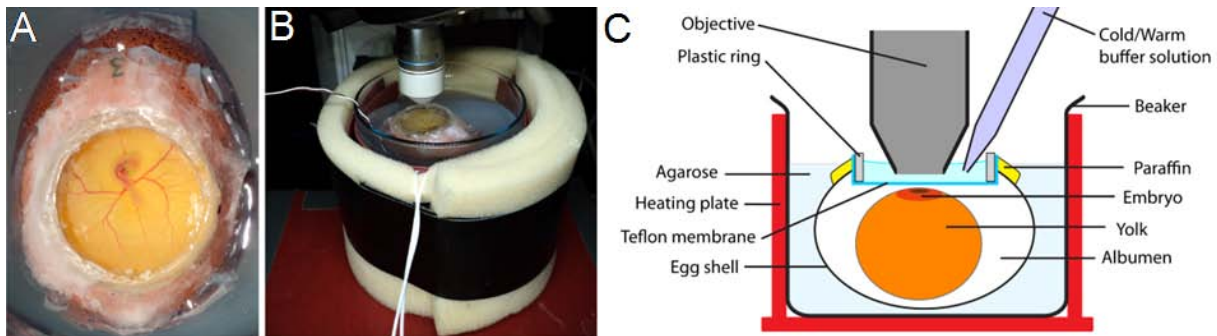 A
B
C
Objective
Plastic ring
Agarose
Heating plate
Teflon membrane
Egg shell
Cold/Warm
buffer solution
Beaker
Paraffin
Embryo
Yolk
Albumen